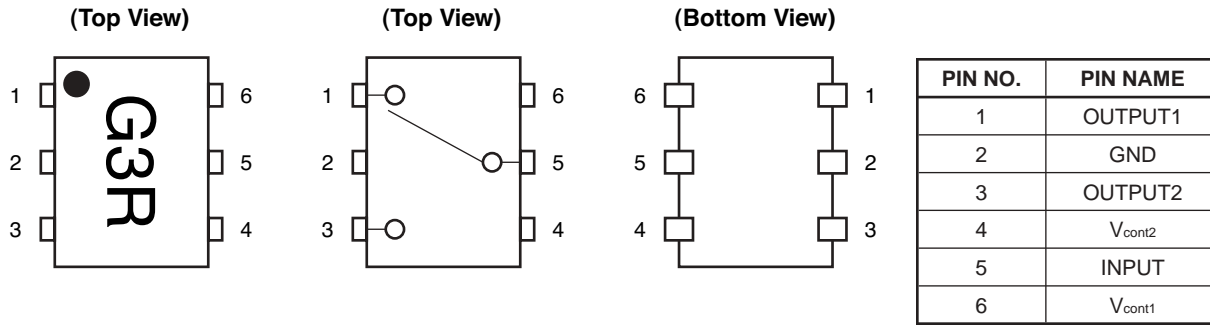 (Top View)
1
2
3
G3R
6
5
4
(Top View)
1
2
3
6
5
4
(Bottom View)
6
5
4
1
2
3
PIN NO. PIN NAME
1 OUTPUT1
2 GND
3 OUTPUT2
4 Vcont2
5 INPUT
6 Vcont1